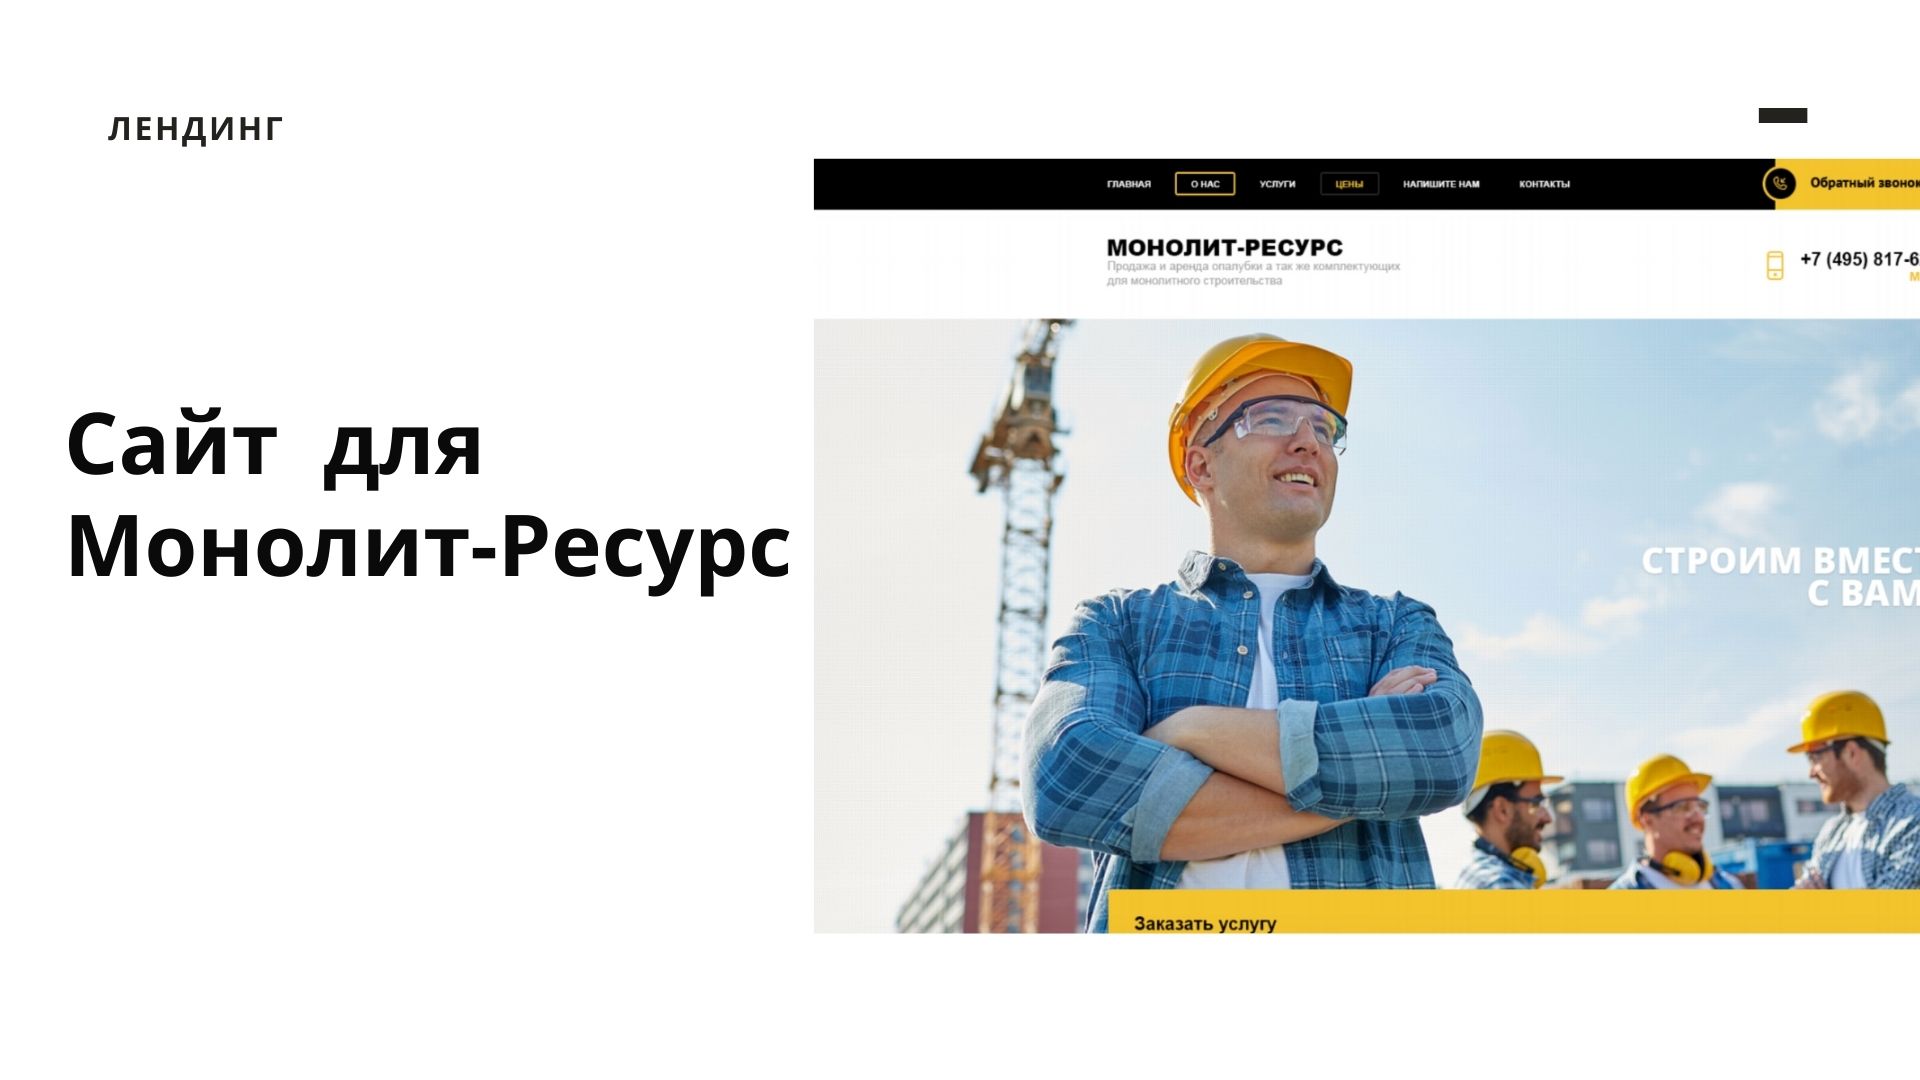 ЛЕНДИНГ
Сайт для
Монолит-Ресурс
ГЛАВНАЯ О НАС УСЛУГИ ЦЕНЫ НАПИШИТЕ НАМ КОНТАКТЫ
Обратный звонок
МОНОЛИТ-РЕСУРС
Продажа и аренда опалубки а так же комплектующих
для монолитного строительства
+7 (495) 817-6
СТРОИМ ВМЕСТ
С ВАМ
Заказать услугу